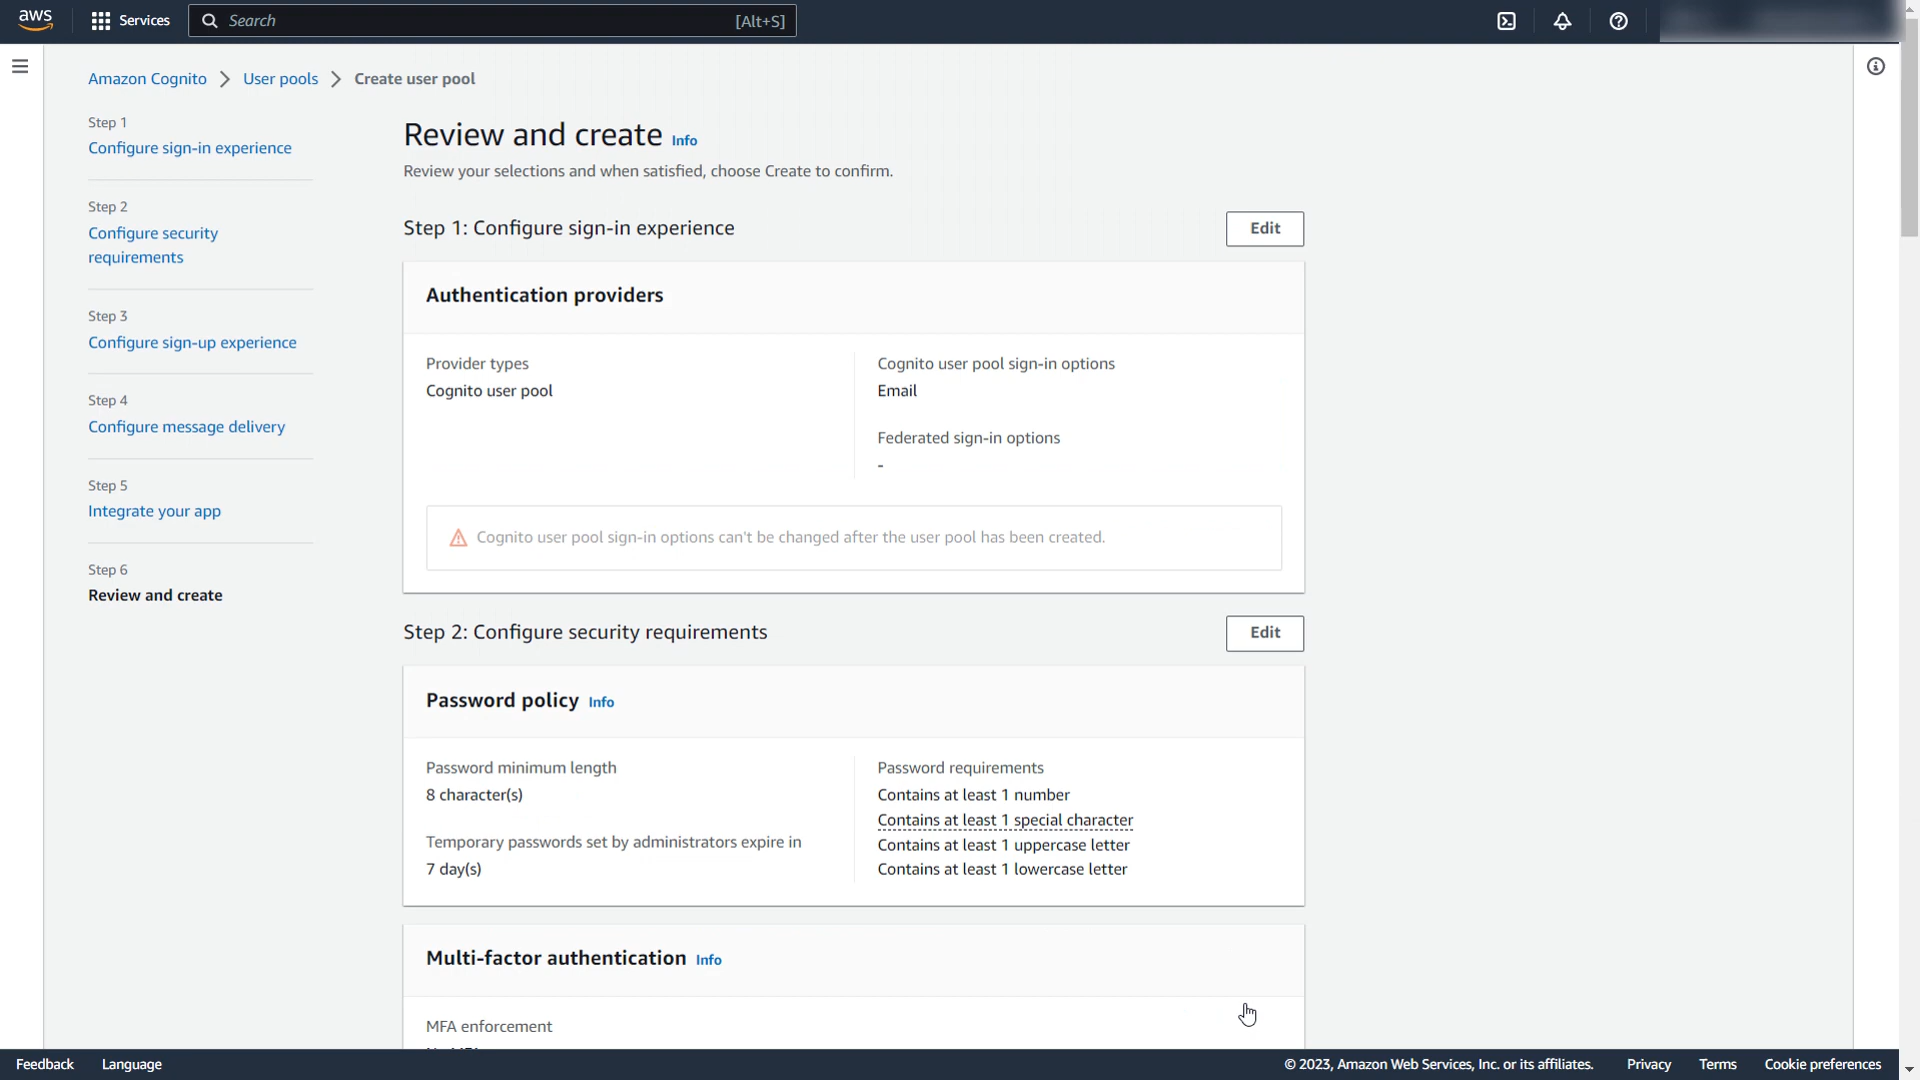 aws
Services
Search
[Alt+S]
Amazon Cognito
User pools
Create user pool
Step 1
Configure sign-in experience
Step 2
Configure security
requirements
Step 3
Configure sign-up experience
Step 4
Configure message delivery
Step 5
Integrate your app
Step 6
Review and create
Review and create Info
Review your selections and when satisfied, choose Create to confirm.
Step 1: Configure sign-in experience
Edit
Authentication providers
Provider types
Cognito user pool
Cognito user pool sign-in options
Email
Federated sign-in options
-
Cognito user pool sign-in options can't be changed after the user pool has been created.
Step 2: Configure security requirements
Edit
Password policy Info
Password minimum length
8 character(s)
Temporary passwords set by administrators expire in
7 day(s)
Password requirements
Contains at least 1 number
Contains at least 1 special character
Contains at least 1 uppercase letter
Contains at least 1 lowercase letter
Multi-factor authentication Info
MFA enforcement
Feedback
Language
© 2023, Amazon Web Services, Inc. or its affiliates.
Privacy
Terms
Cookie preferences